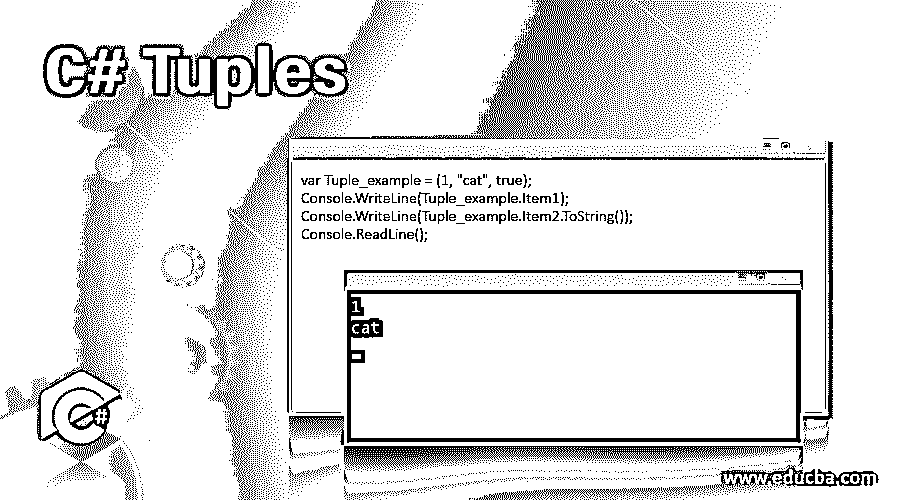 C# Tuples
var Tuple_example = (1, "cat", true);
Console.WriteLine(Tuple_example.Item1);
Console.WriteLine(Tuple_example.Item2.ToString());
Console.ReadLine();
1
cat
C#
www.educba.com